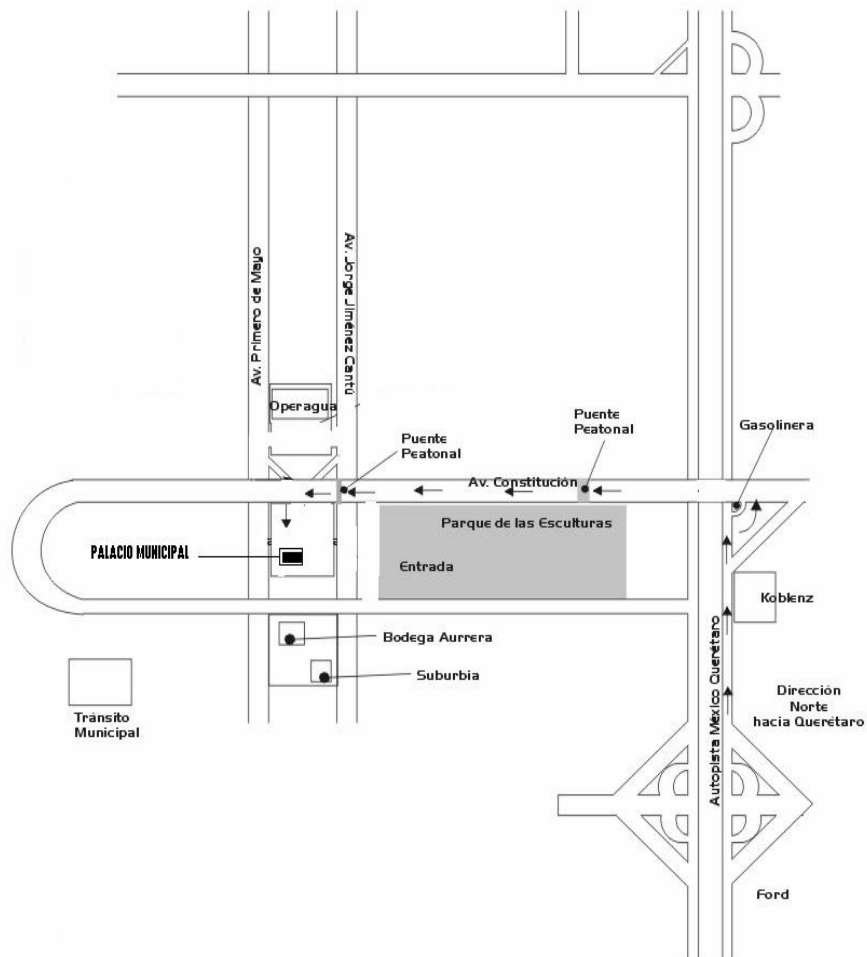 Av. Primero de Mayo
Av. Jorge Jiménez Cantú
Operagua
Puente
Peatonal
Puente
Peatonal
Gasolinera
Av. Constitución
Parque de las Esculturas
PALACIO MUNICIPAL
Entrada
Koblenz
Bodega Aurrera
Suburbia
Tránsito
Municipal
Autopista México Querétaro
Dirección
Norte
hacia Querétaro
Ford